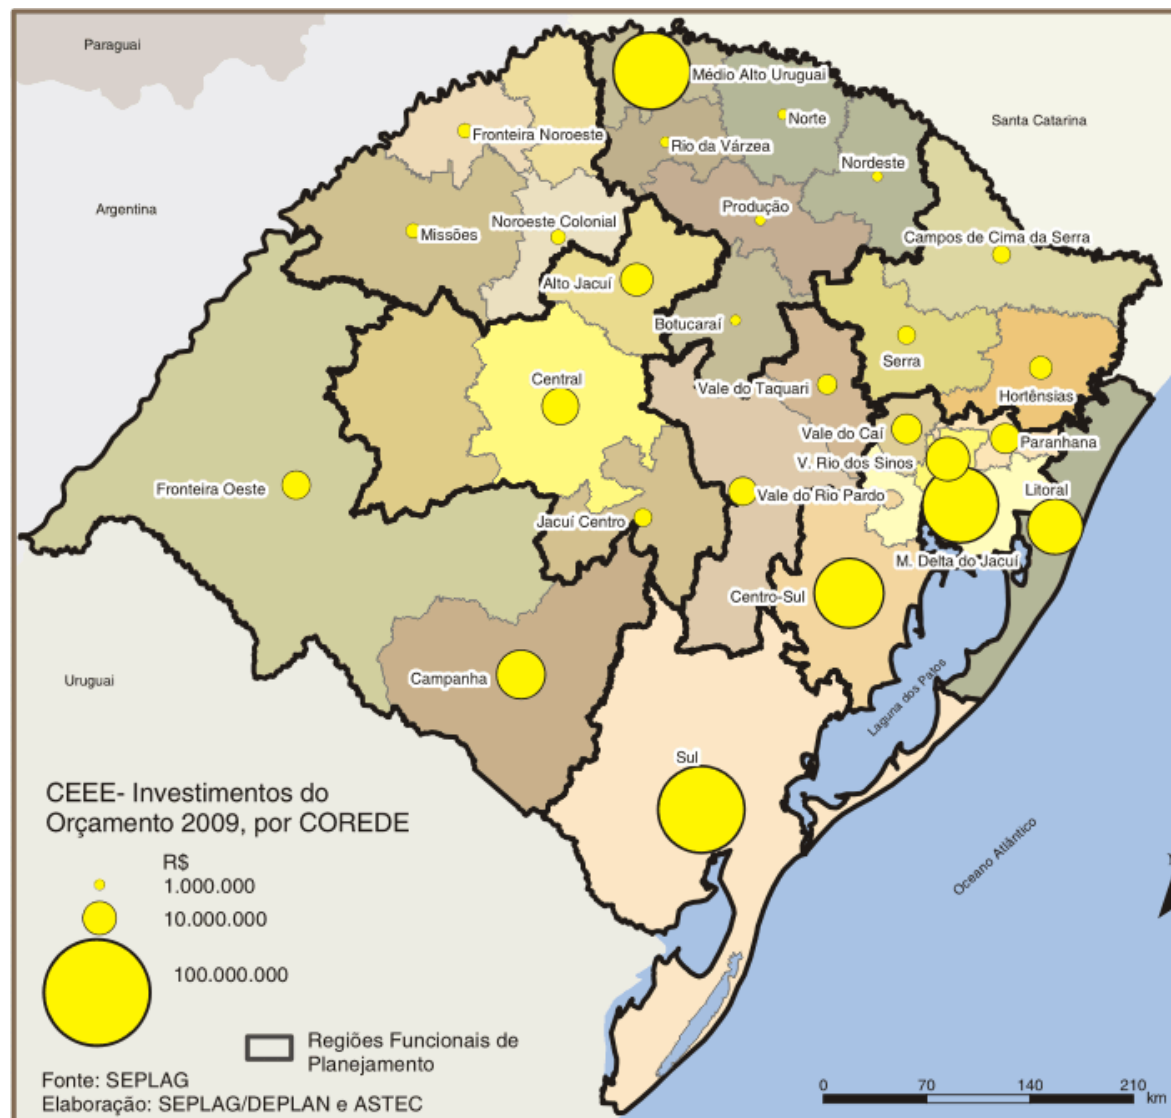 Paraguai
Médio Alto Uruguai
Norte
Santa Catarina
Fronteira Noroeste
Rio da Várzea
Nordeste
Argentina
Produção
Noroeste Colonial
Missões
Campos de Cima da Serra
Alto Jacuí
Botucaraí
Serra
Central
Vale do Taquari
Hortênsias
Vale do Caí
Paranhana
V. Rio dos Sinos
Fronteira Oeste
Vale do Rio Pardo
Litoral
Jacuí Centro
M. Delta do Jacuí
Centro-Sul
Uruguai
Campanha
Laguna dos Patos
Sul
Oceano Atlântico
CEEE- Investimentos do
Orçamento 2009, por COREDE
R$
1.000.000
10.000.000
100.000.000
Regiões Funcionais de
Planejamento
Fonte: SEPLAG
Elaboração: SEPLAG/DEPLAN e ASTEC
0 70 140 210
km